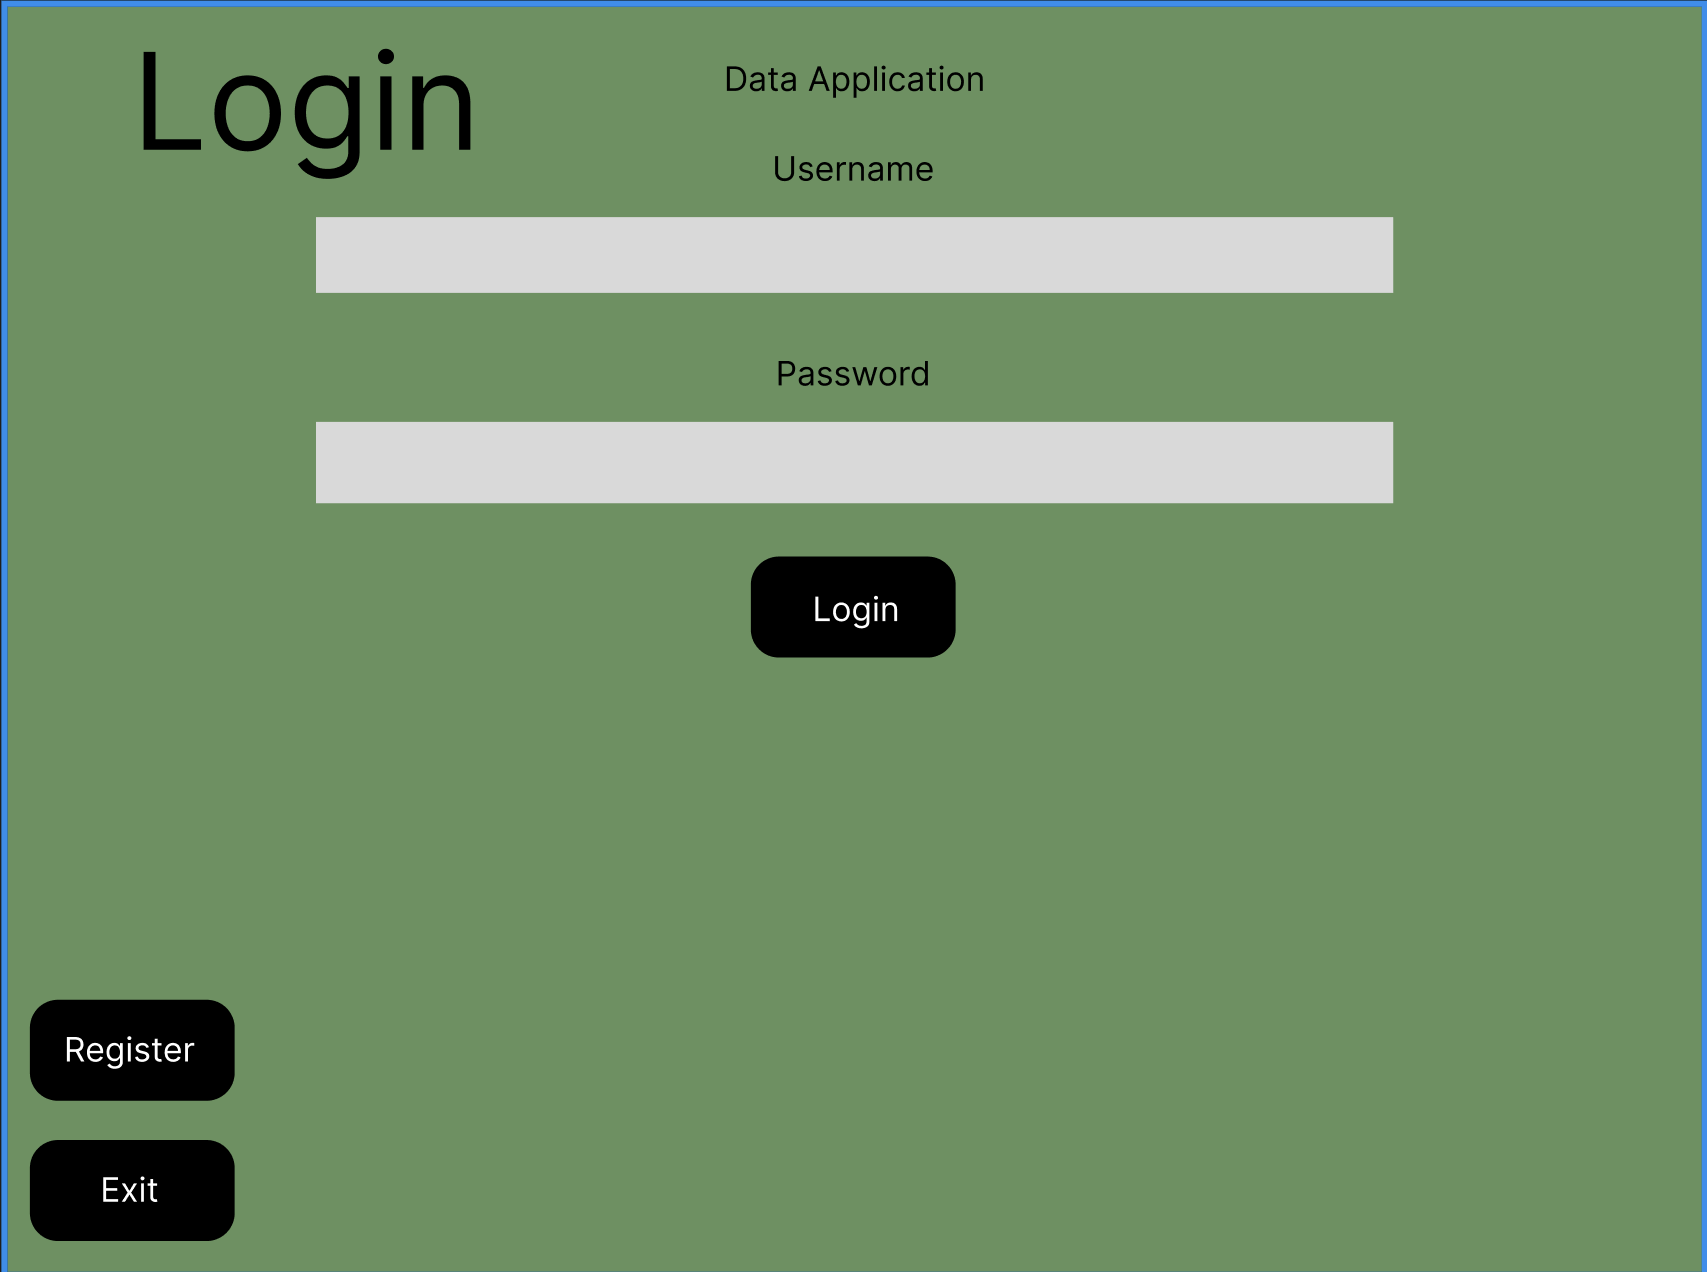 Login
Data Application
Username
Password
Login
Register
Exit